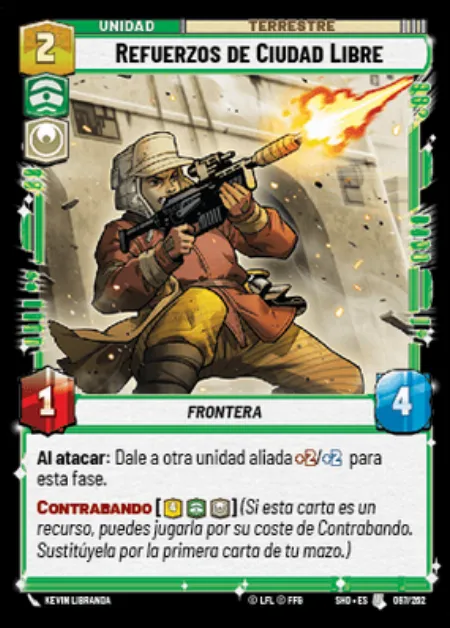 UNIDAD
TERRESTRE
2
REFUERZOS DE CIUDAD LIBRE
1
FRONTERA
4
Al atacar: Dale a otra unidad aliada +2/+2 para
esta fase.
CONTRABANDO [4] (Si esta carta es un
recurso, puedes jugarla por su coste de Contrabando.
Sustitúyela por la primera carta de tu mazo.)
KEVIN LIBRANDA
© LFL © FFG
SHD • ES